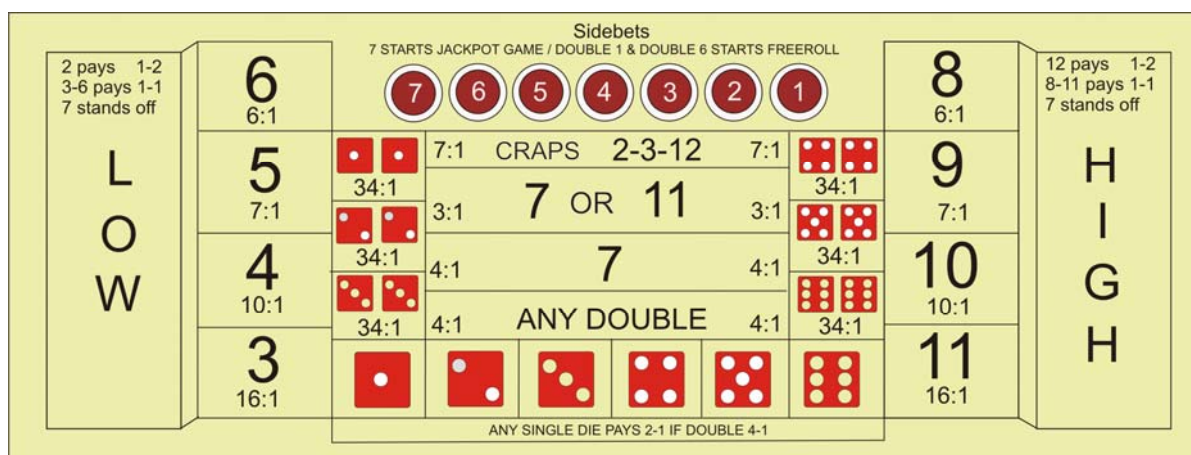 Sidebets
7 STARTS JACKPOT GAME / DOUBLE 1 & DOUBLE 6 STARTS FREEROLL
7 6 5 4 3 2 1
2 pays 1-2
3-6 pays 1-1
7 stands off
L
O
W
6
6:1
5
7:1
4
10:1
3
16:1
34:1
34:1
34:1
7:1 CRAPS 2-3-12 7:1
3:1 7 OR 11 3:1
4:1 7 4:1
4:1 ANY DOUBLE 4:1
34:1
34:1
34:1
8
6:1
9
7:1
10
10:1
11
16:1
12 pays 1-2
8-11 pays 1-1
7 stands off
H
I
G
H
ANY SINGLE DIE PAYS 2-1 IF DOUBLE 4-1